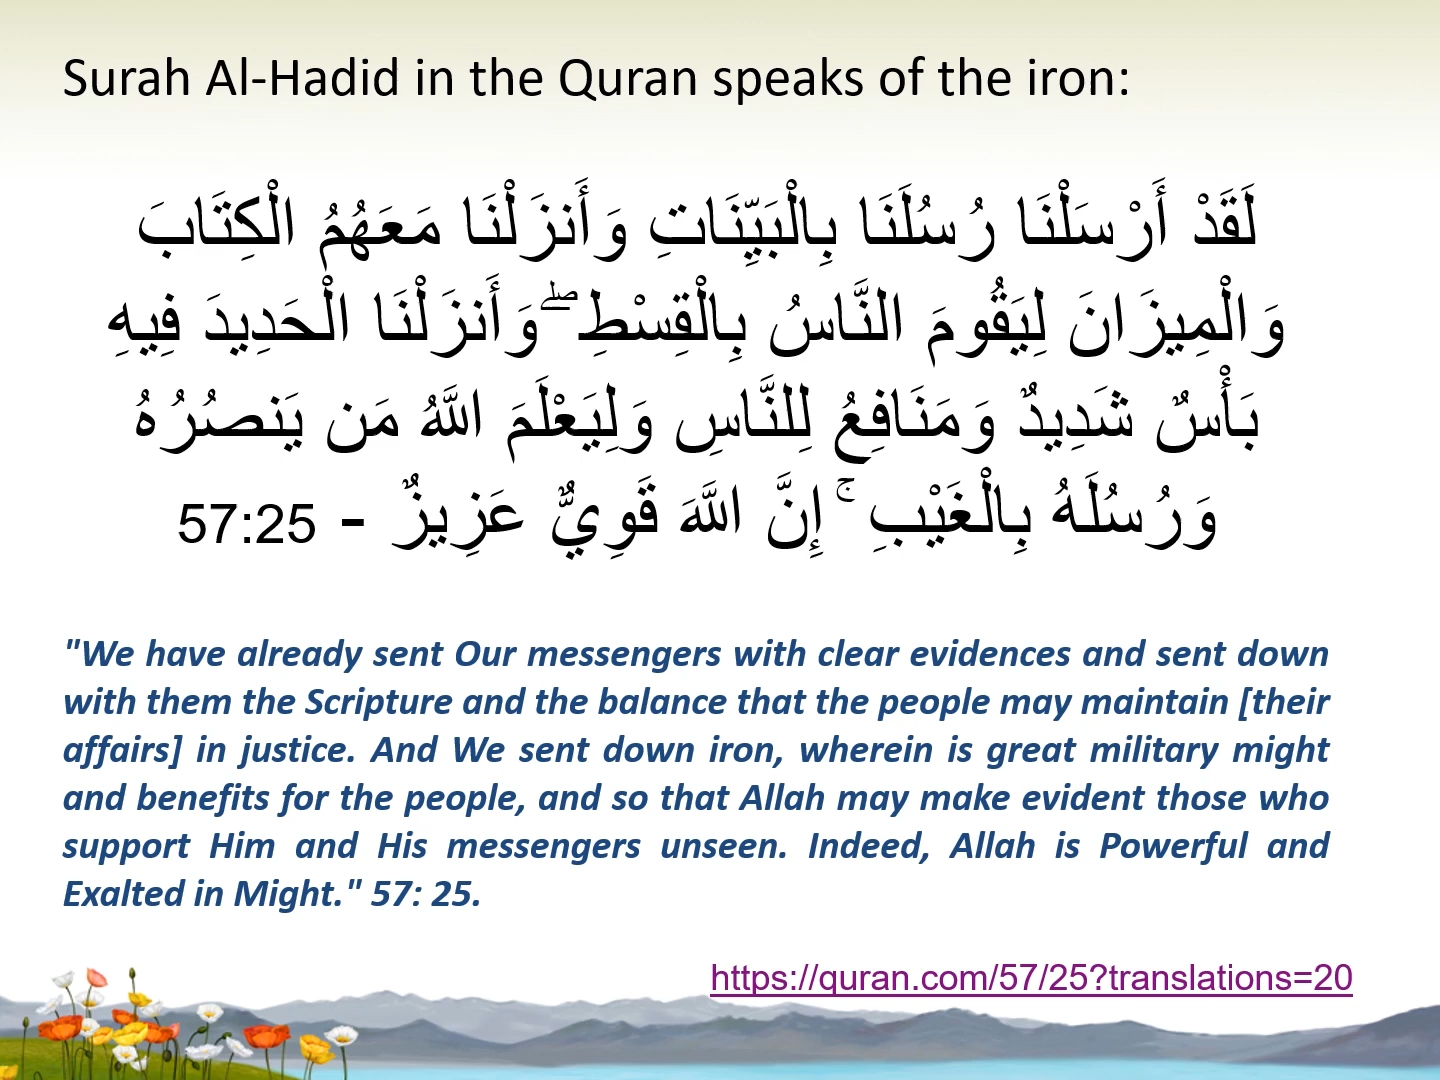 Surah Al-Hadid in the Quran speaks of the iron:
لَقَدْ أَرْسَلْنَا رُسُلَنَا بِالْبَيِّنَاتِ وَأَنزَلْنَا مَعَهُمُ الْكِتَابَ
وَالْمِيزَانَ لِيَقُومَ النَّاسُ بِالْقِسْطِ ۖ وَأَنزَلْنَا الْحَدِيدَ فِيهِ
بَأْسٌ شَدِيدٌ وَمَنَافِعُ لِلنَّاسِ وَلِيَعْلَمَ اللَّهُ مَن يَنصُرُهُ
وَرُسُلَهُ بِالْغَيْبِ ۚ إِنَّ اللَّهَ قَوِيٌّ عَزِيزٌ - 57:25
"We have already sent Our messengers with clear evidences and sent down
with them the Scripture and the balance that the people may maintain [their
affairs] in justice. And We sent down iron, wherein is great military might
and benefits for the people, and so that Allah may make evident those who
support Him and His messengers unseen. Indeed, Allah is Powerful and
Exalted in Might." 57: 25.
https://quran.com/57/25?translations=20